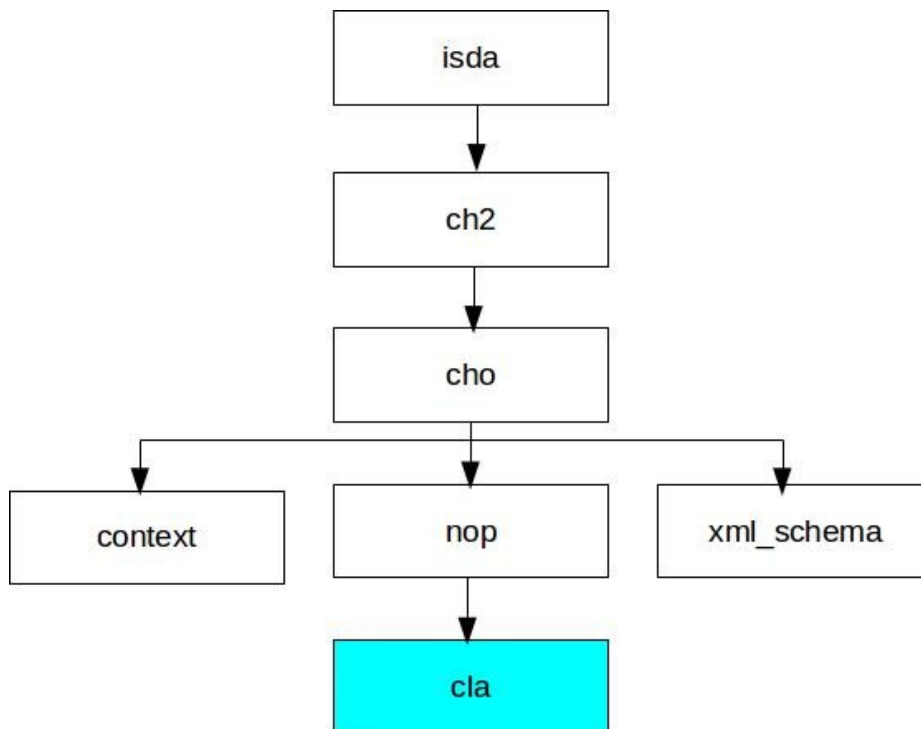 isda
ch2
cho
context
nop
xml_schema
cla